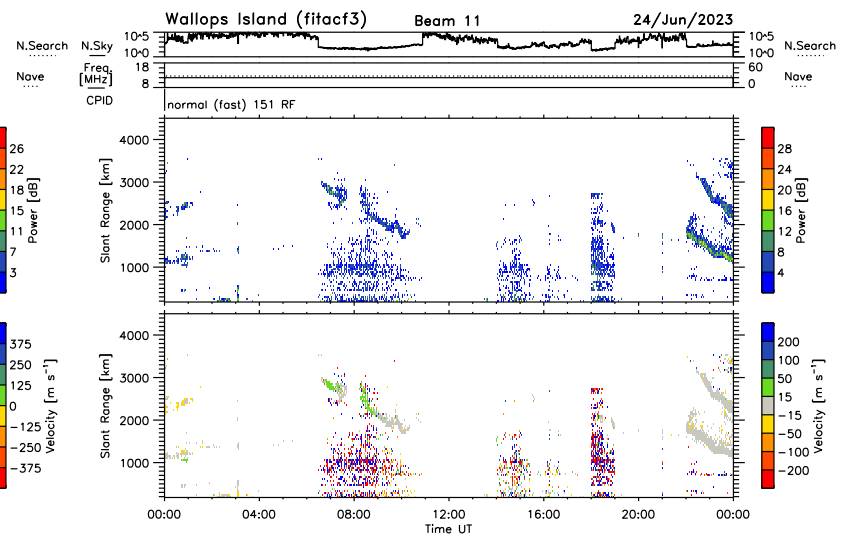 Wallops Island (fitacf3) Beam 11 24/Jun/2023
N.Search N.Sky 10^5 10^5 N.Search
10^0 10^0
Nave Freq. [MHz] 18 60 Nave
8 0
CPID normal (fast) 151 RF
Power [dB] 26 22 18 15 11 7 3
Slant Range [km] 4000 3000 2000 1000
Power [dB] 28 24 20 16 12 8 4
Velocity [m s⁻¹] 375 250 125 0 −125 −250 −375
Slant Range [km] 4000 3000 2000 1000
Velocity [m s⁻¹] 200 100 50 15 −15 −50 −100 −200
00:00 04:00 08:00 12:00 16:00 20:00 00:00
Time UT